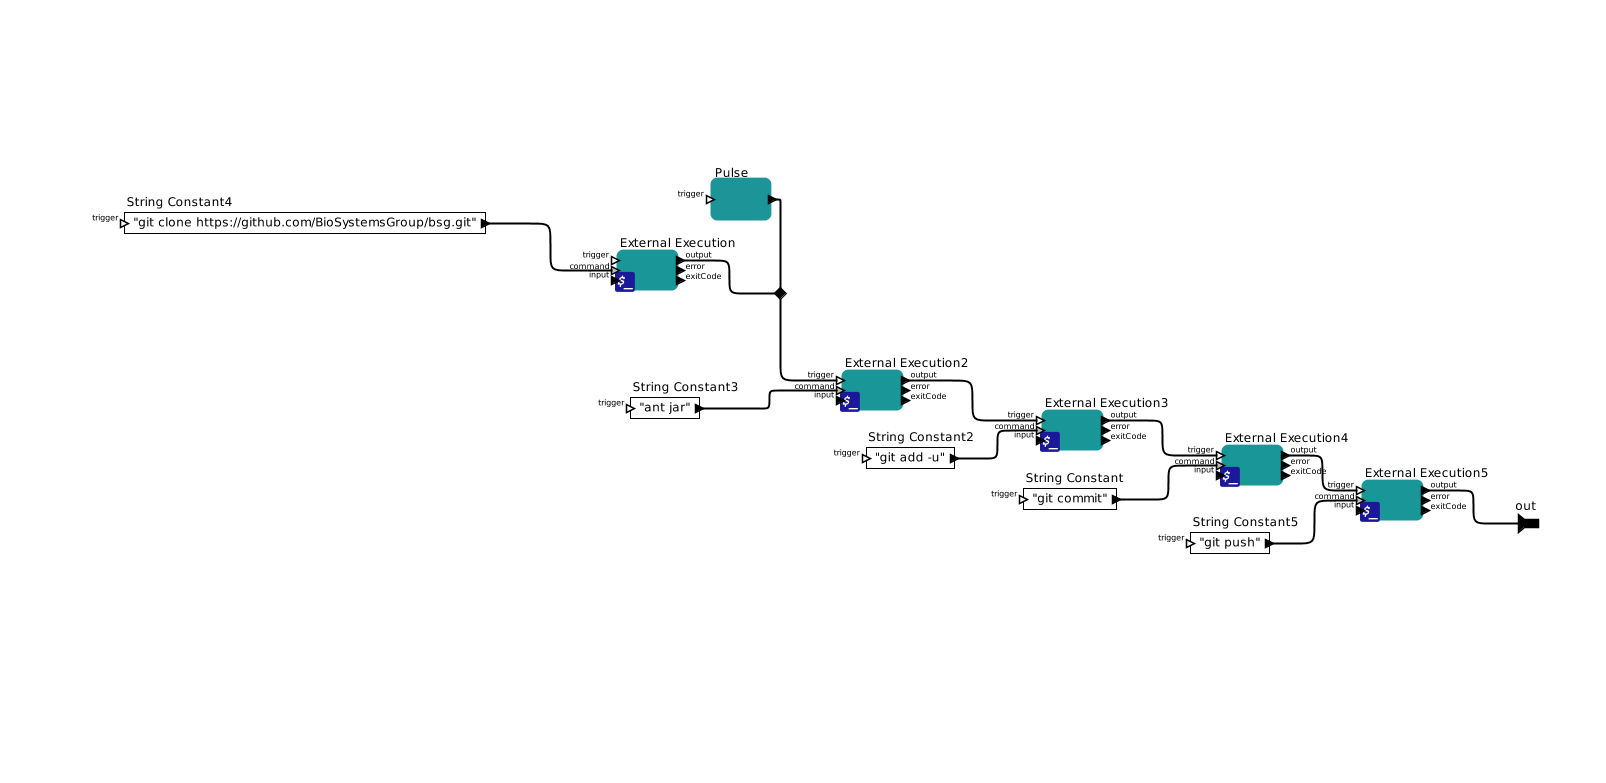 Pulse
trigger
String Constant4
trigger
"git clone https://github.com/BioSystemsGroup/bsg.git"
External Execution
trigger
command
input
$_
output
error
exitCode
External Execution2
trigger
command
input
$_
output
error
exitCode
String Constant3
trigger
"ant jar"
External Execution3
trigger
command
input
$_
output
error
exitCode
String Constant2
trigger
"git add -u"
External Execution4
trigger
command
input
$_
output
error
exitCode
String Constant
trigger
"git commit"
External Execution5
trigger
command
input
$_
output
error
exitCode
out
String Constant5
trigger
"git push"